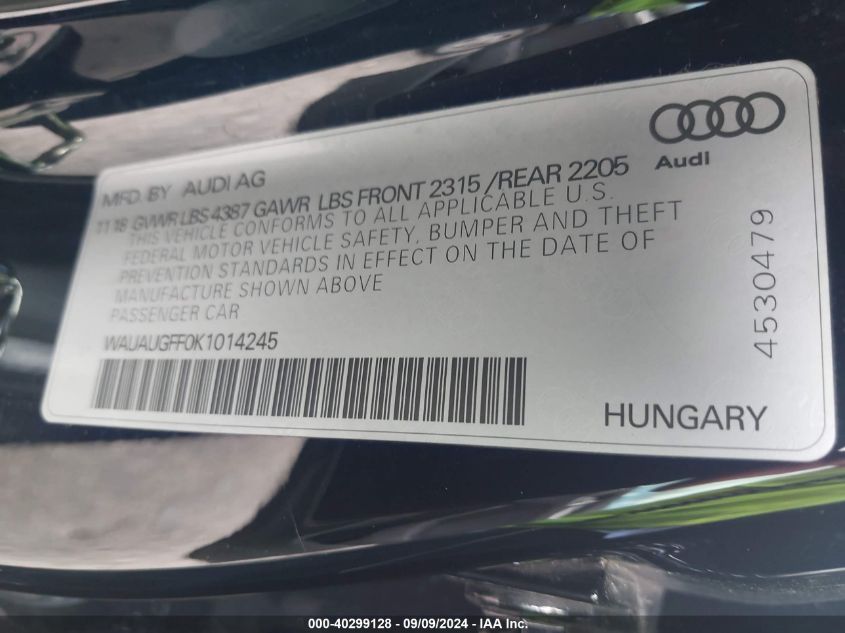 Audi
MFD. BY AUDI AG
11 18 GVWR LBS 4387 GAWR LBS FRONT 2315 /REAR 2205
THIS VEHICLE CONFORMS TO ALL APPLICABLE U.S.
FEDERAL MOTOR VEHICLE SAFETY, BUMPER AND THEFT
PREVENTION STANDARDS IN EFFECT ON THE DATE OF
MANUFACTURE SHOWN ABOVE
PASSENGER CAR
WAUAUGFF0K1014245
4530479
HUNGARY
000-40299128 - 09/09/2024 - IAA Inc.